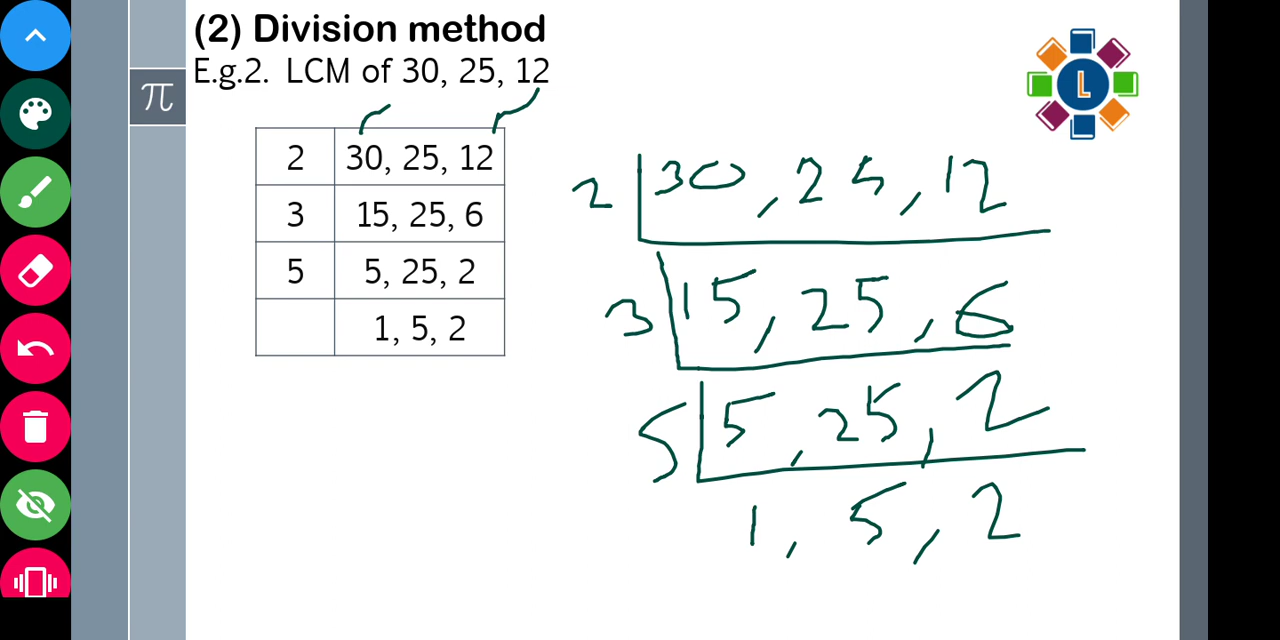 (2) Division method
E.g.2. LCM of 30, 25, 12
π
L
2 30, 25, 12
3 15, 25, 6
5 5, 25, 2
1, 5, 2
2 30, 25, 12
3 15, 25, 6
5 5, 25, 2
1, 5, 2